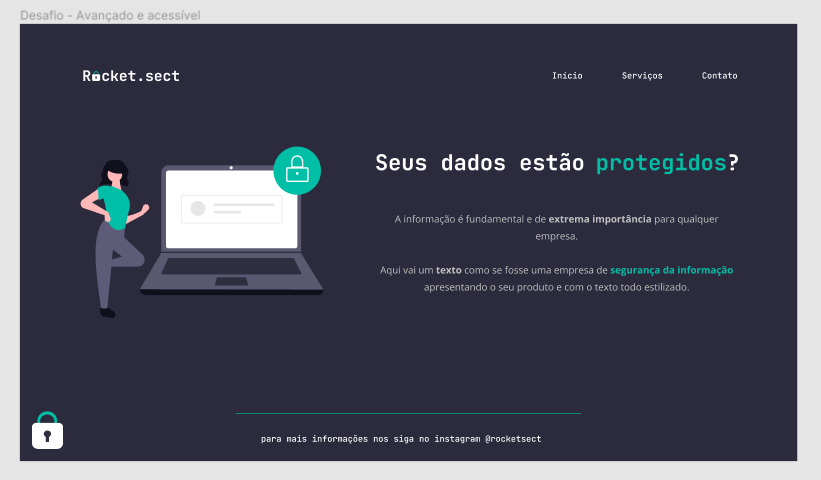 Desafio - Avançado e acessível
Rocket.sect
Início
Serviços
Contato
Seus dados estão protegidos?
A informação é fundamental e de extrema importância para qualquer
empresa.
Aqui vai um texto como se fosse uma empresa de segurança da informação
apresentando o seu produto e com o texto todo estilizado.
para mais informações nos siga no instagram @rocketsect